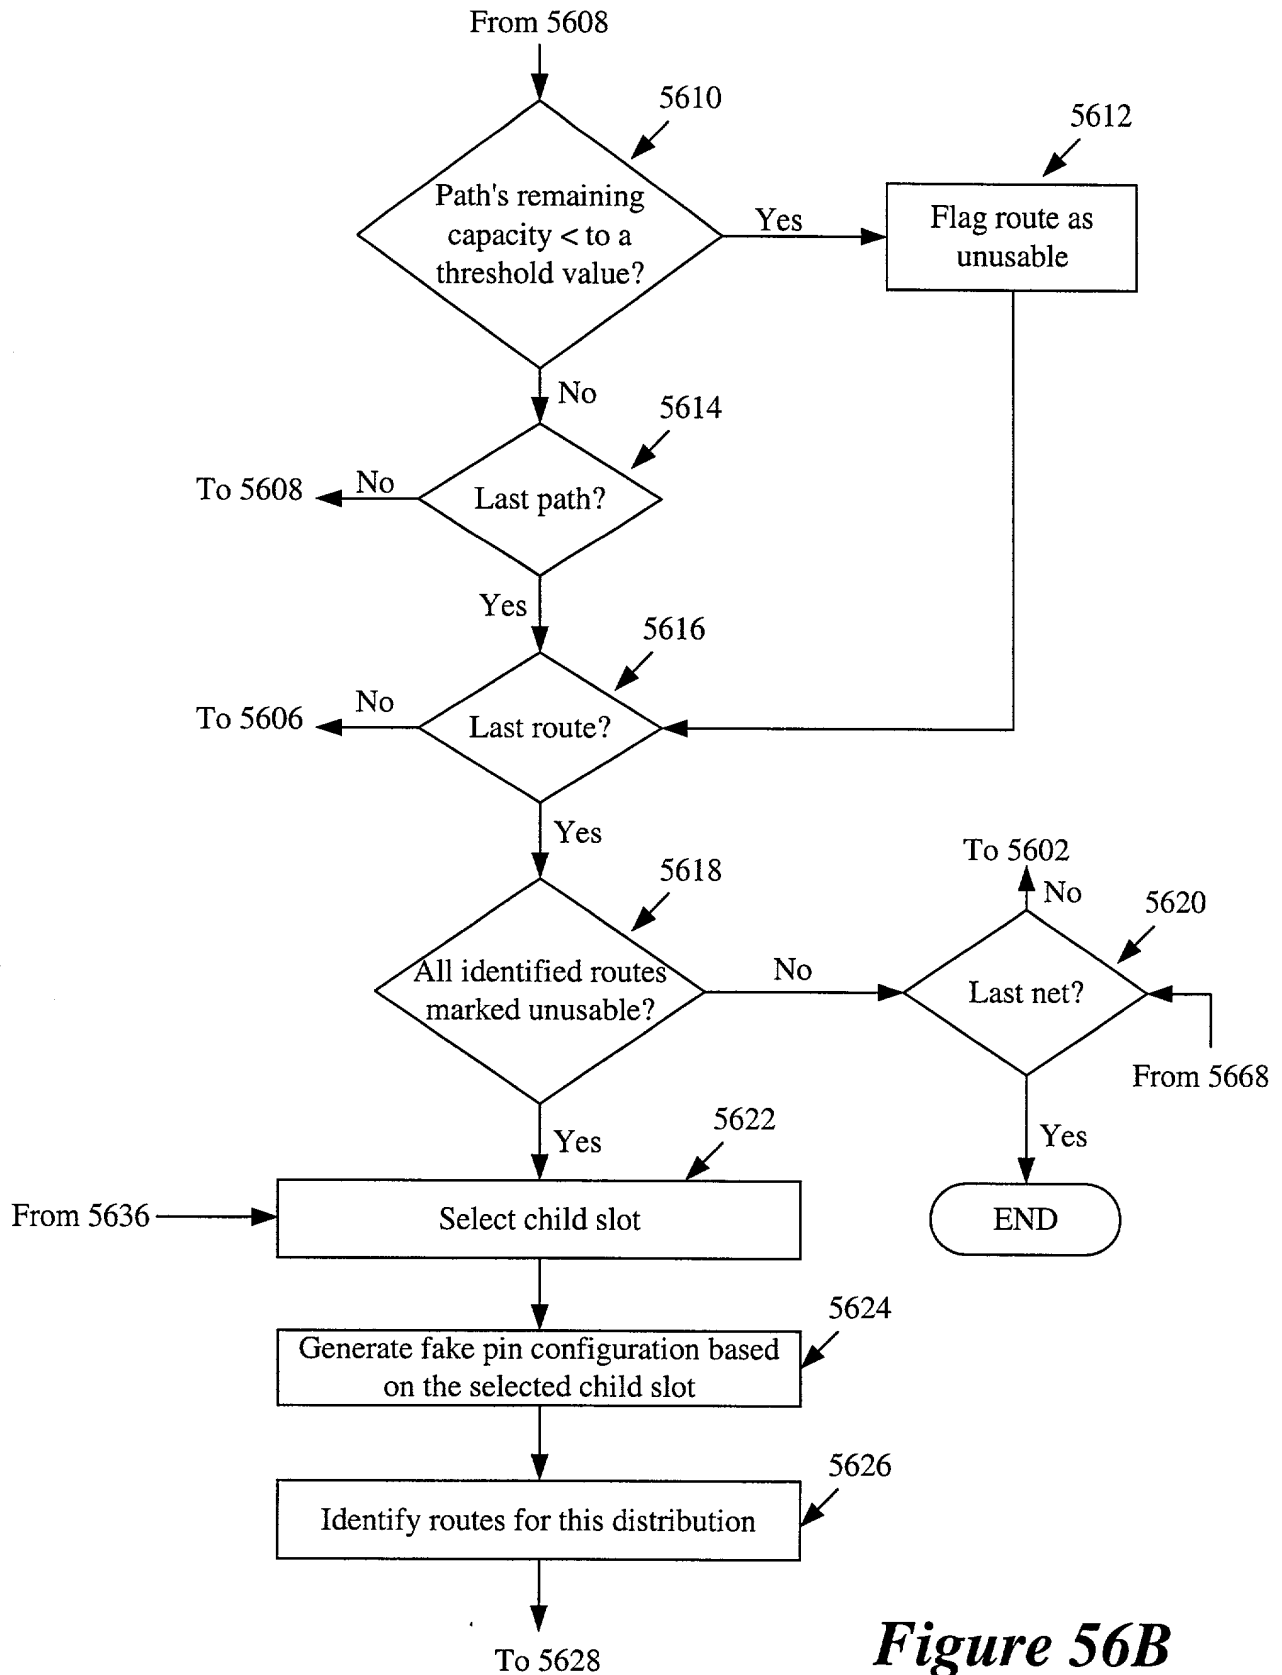 From 5608
5610
5612
Path's remaining
capacity < to a
threshold value?
Yes
Flag route as
unusable
No
5614
To 5608
No
Last path?
Yes
5616
To 5606
No
Last route?
Yes
5618
To 5602
No
5620
All identified routes
marked unusable?
No
Last net?
From 5668
Yes
5622
Yes
From 5636
Select child slot
END
5624
Generate fake pin configuration based
on the selected child slot
5626
Identify routes for this distribution
To 5628
Figure 56B